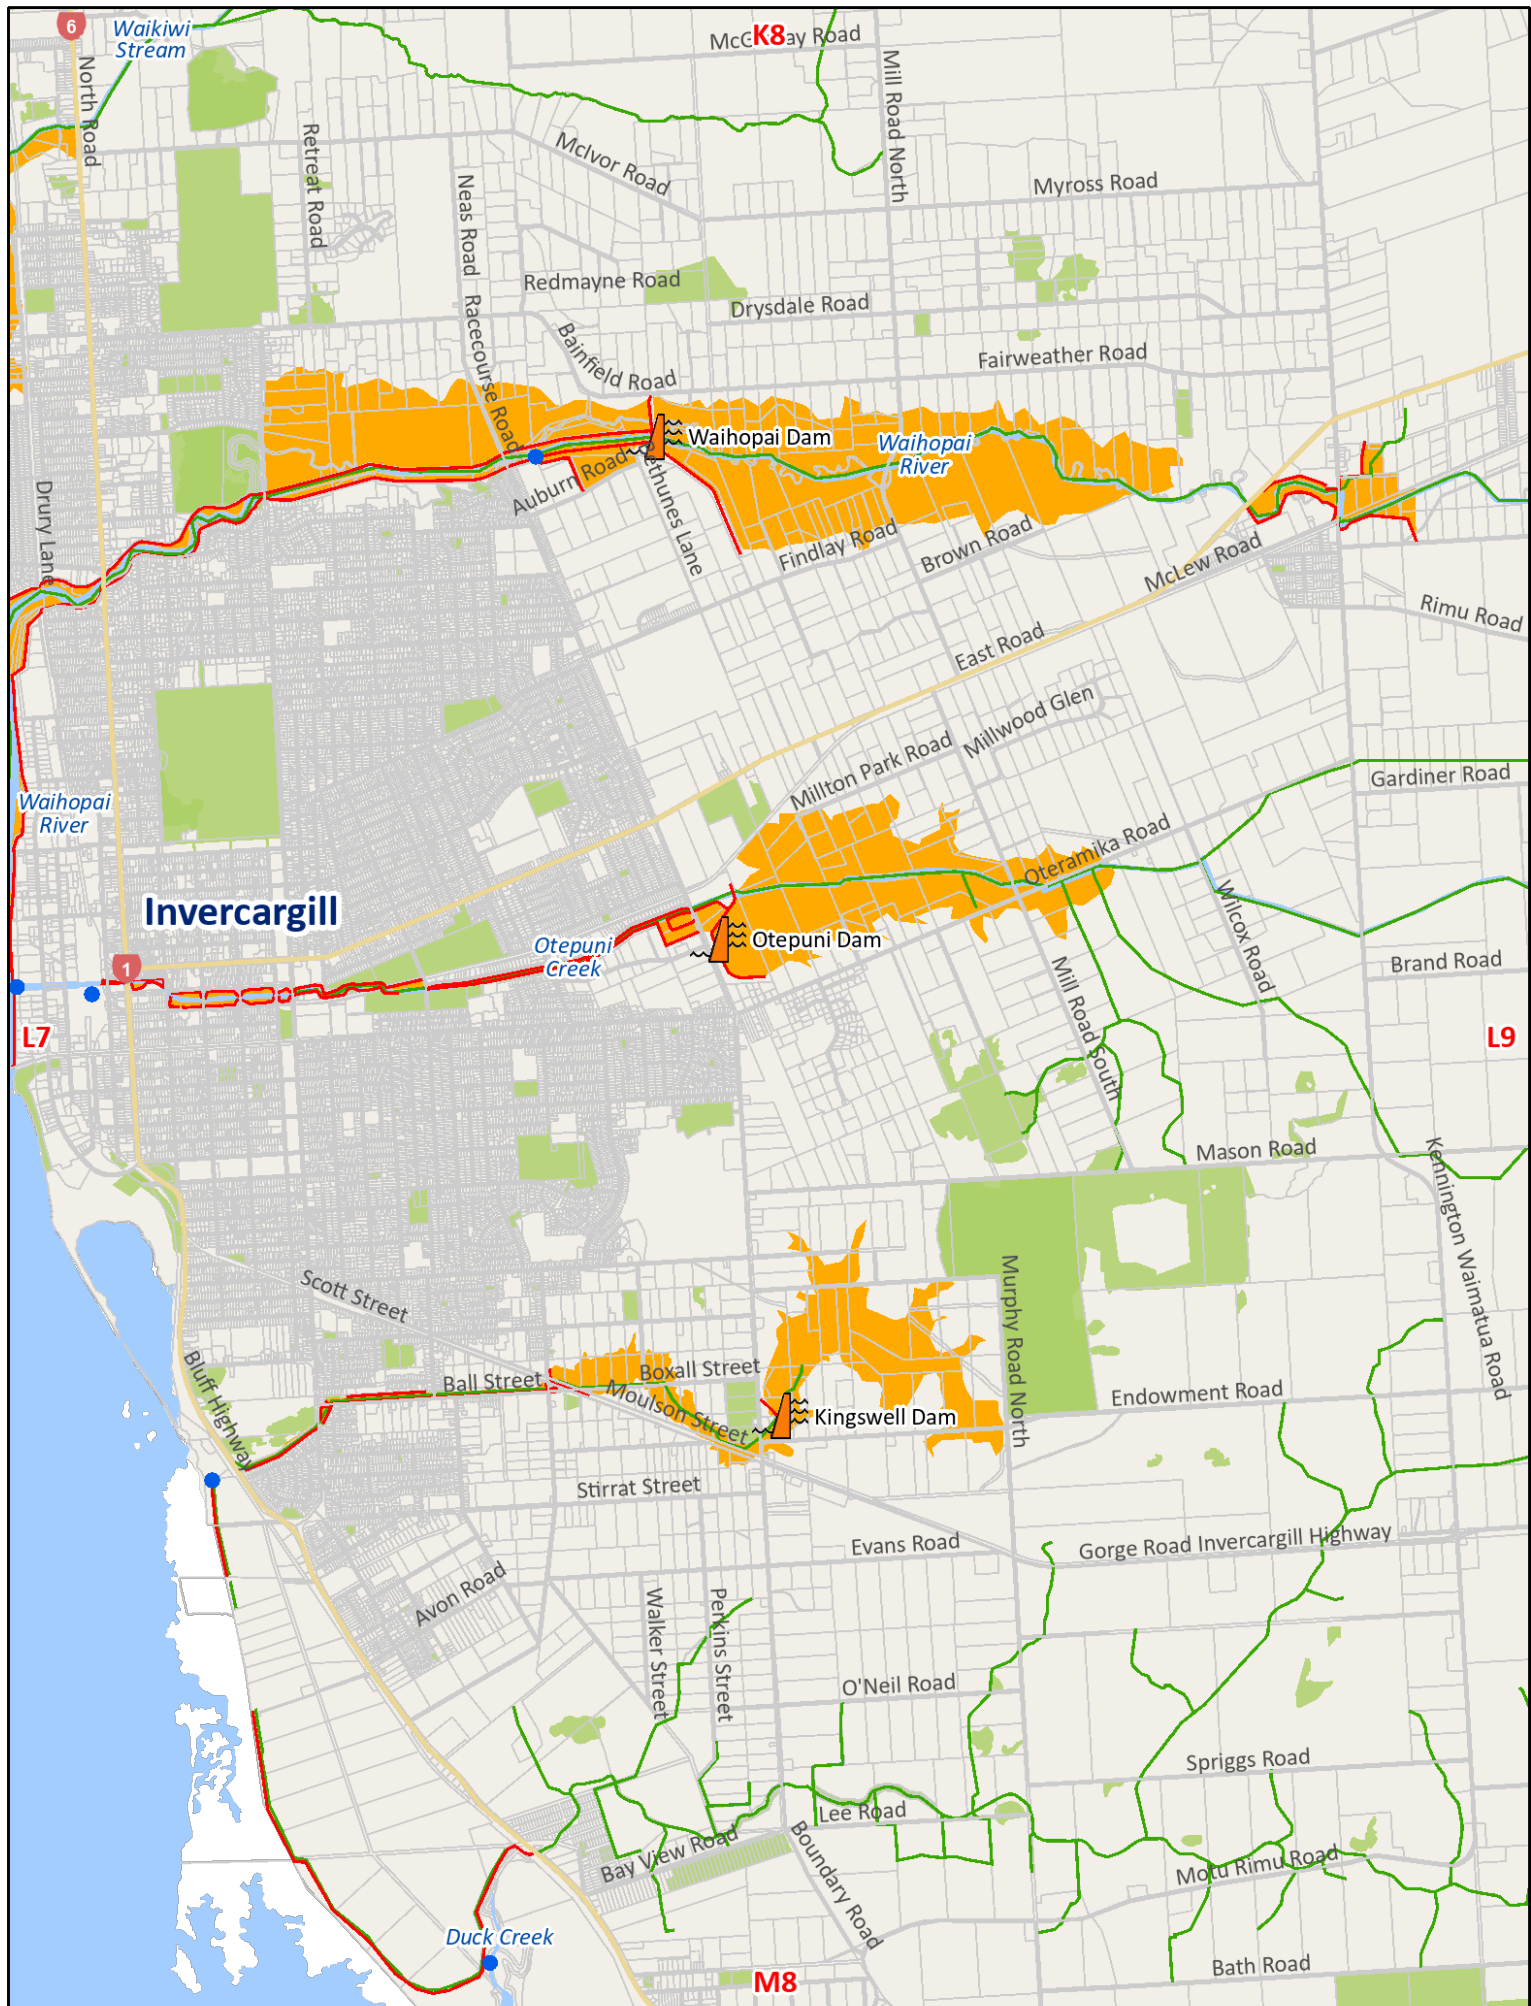 6
Waikiwi
Stream
K8
McG ay Road
North Road
Mill Road North
Retreat Road
McIvor Road
Neas Road
Myross Road
Redmayne Road
Drysdale Road
Racecourse Road
Bainfield Road
Fairweather Road
Waihopai Dam
Waihopai
River
Auburn Road
Bethunes Lane
Drury Lane
Findlay Road
Brown Road
McLew Road
Rimu Road
East Road
Millwood Glen
Millton Park Road
Gardiner Road
Waihopai
River
Oteramika Road
Invercargill
Wilcox Road
Otepuni
Creek
Otepuni Dam
Brand Road
1
Mill Road South
L7
L9
Mason Road
Kennington Waimatua Road
Scott Street
Murphy Road North
Bluff Highway
Ball Street
Boxall Street
Moulson Street
Endowment Road
Kingswell Dam
Stirrat Street
Evans Road
Gorge Road Invercargill Highway
Avon Road
Walker Street
Perkins Street
O'Neil Road
Spriggs Road
Lee Road
Bay View Road
Boundary Road
Motu Rimu Road
Duck Creek
Bath Road
M8